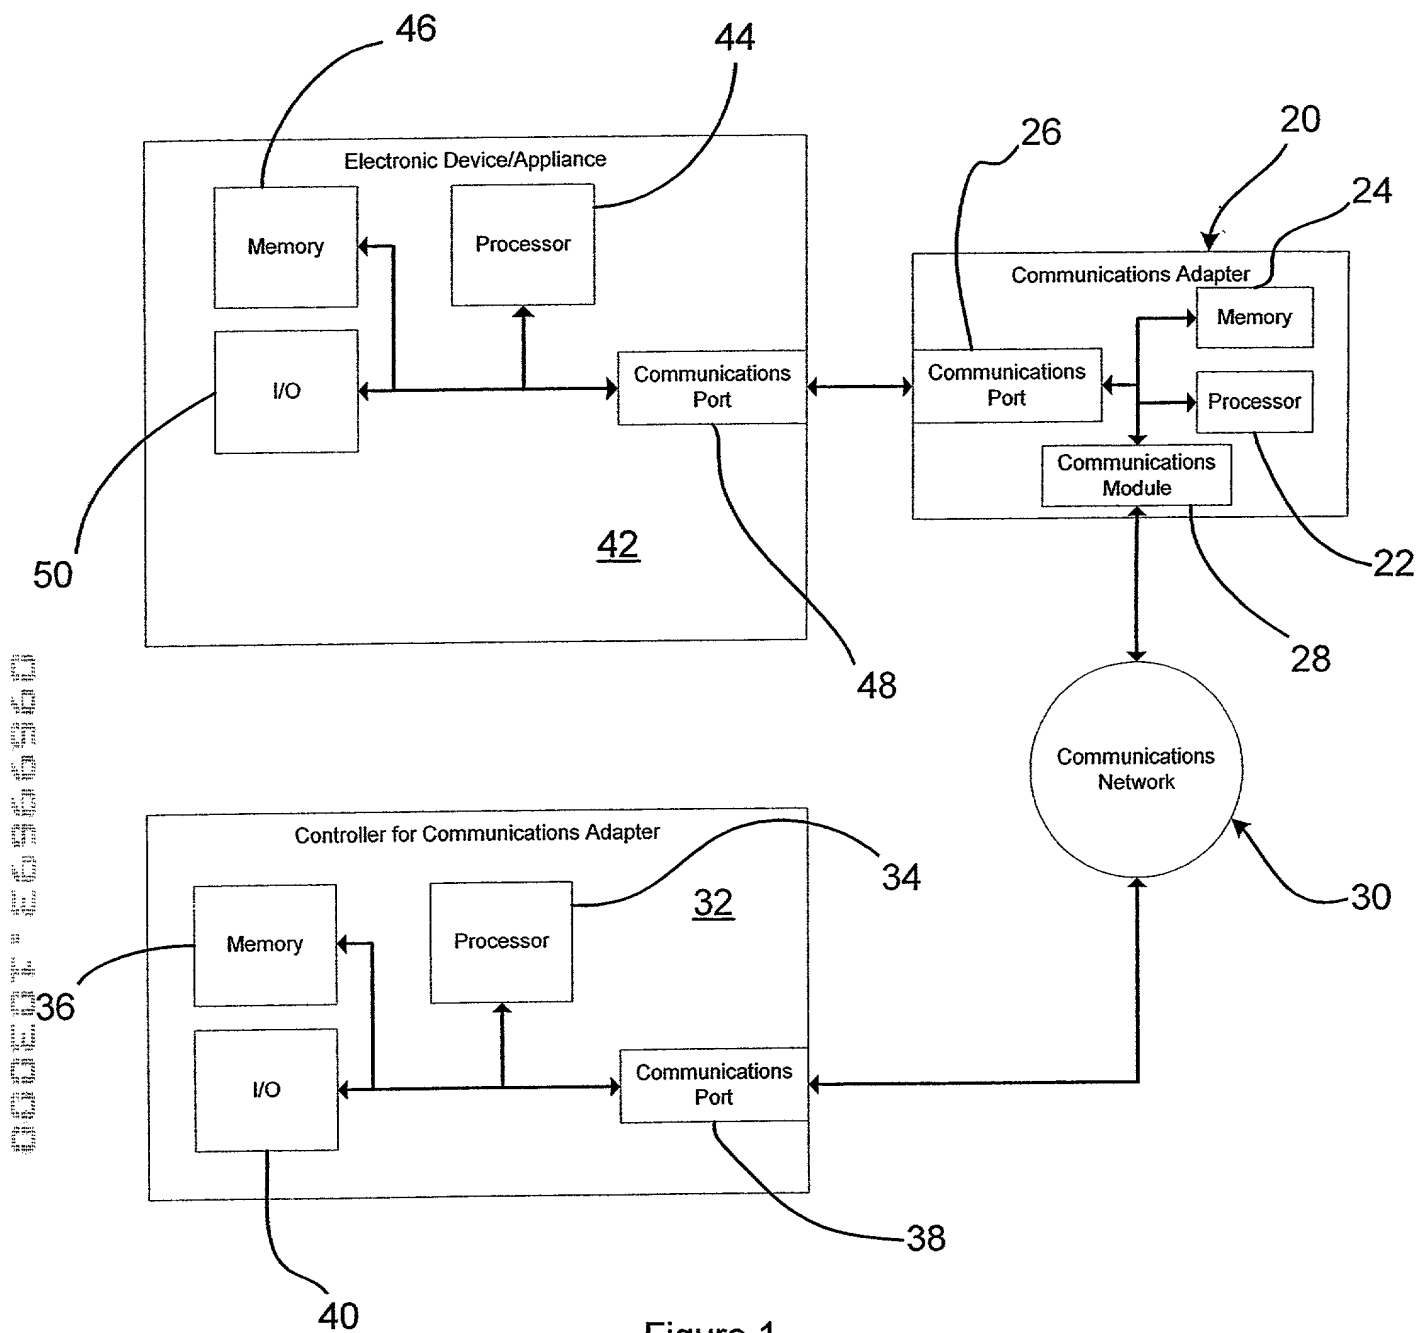 46
44
26
20
24
Electronic Device/Appliance
Memory
Processor
I/O
Communications
Port
Communications Adapter
Memory
Communications
Port
Processor
Communications
Module
42
50
48
22
28
Communications
Network
30
Controller for Communications Adapter
34
32
Memory
Processor
36
I/O
Communications
Port
38
40
Figure 1